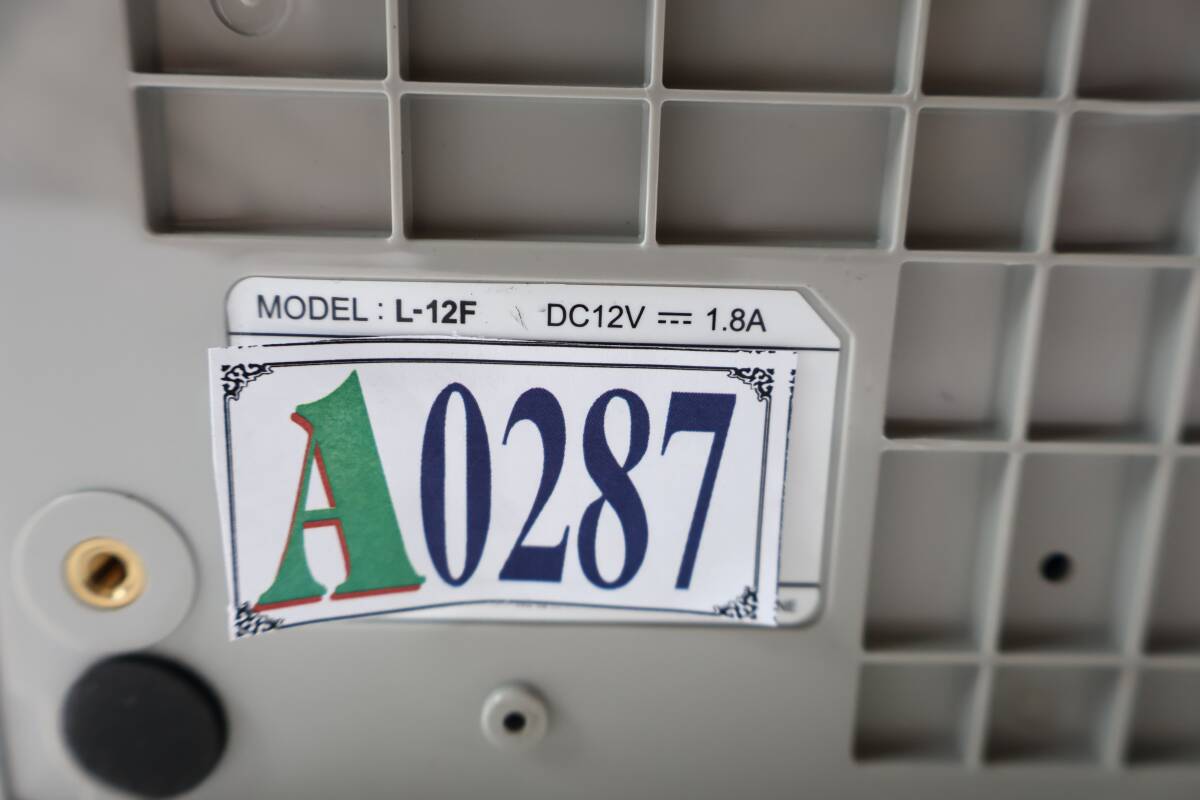 MODEL : L-12F DC12V ⎓ 1.8A
A0287